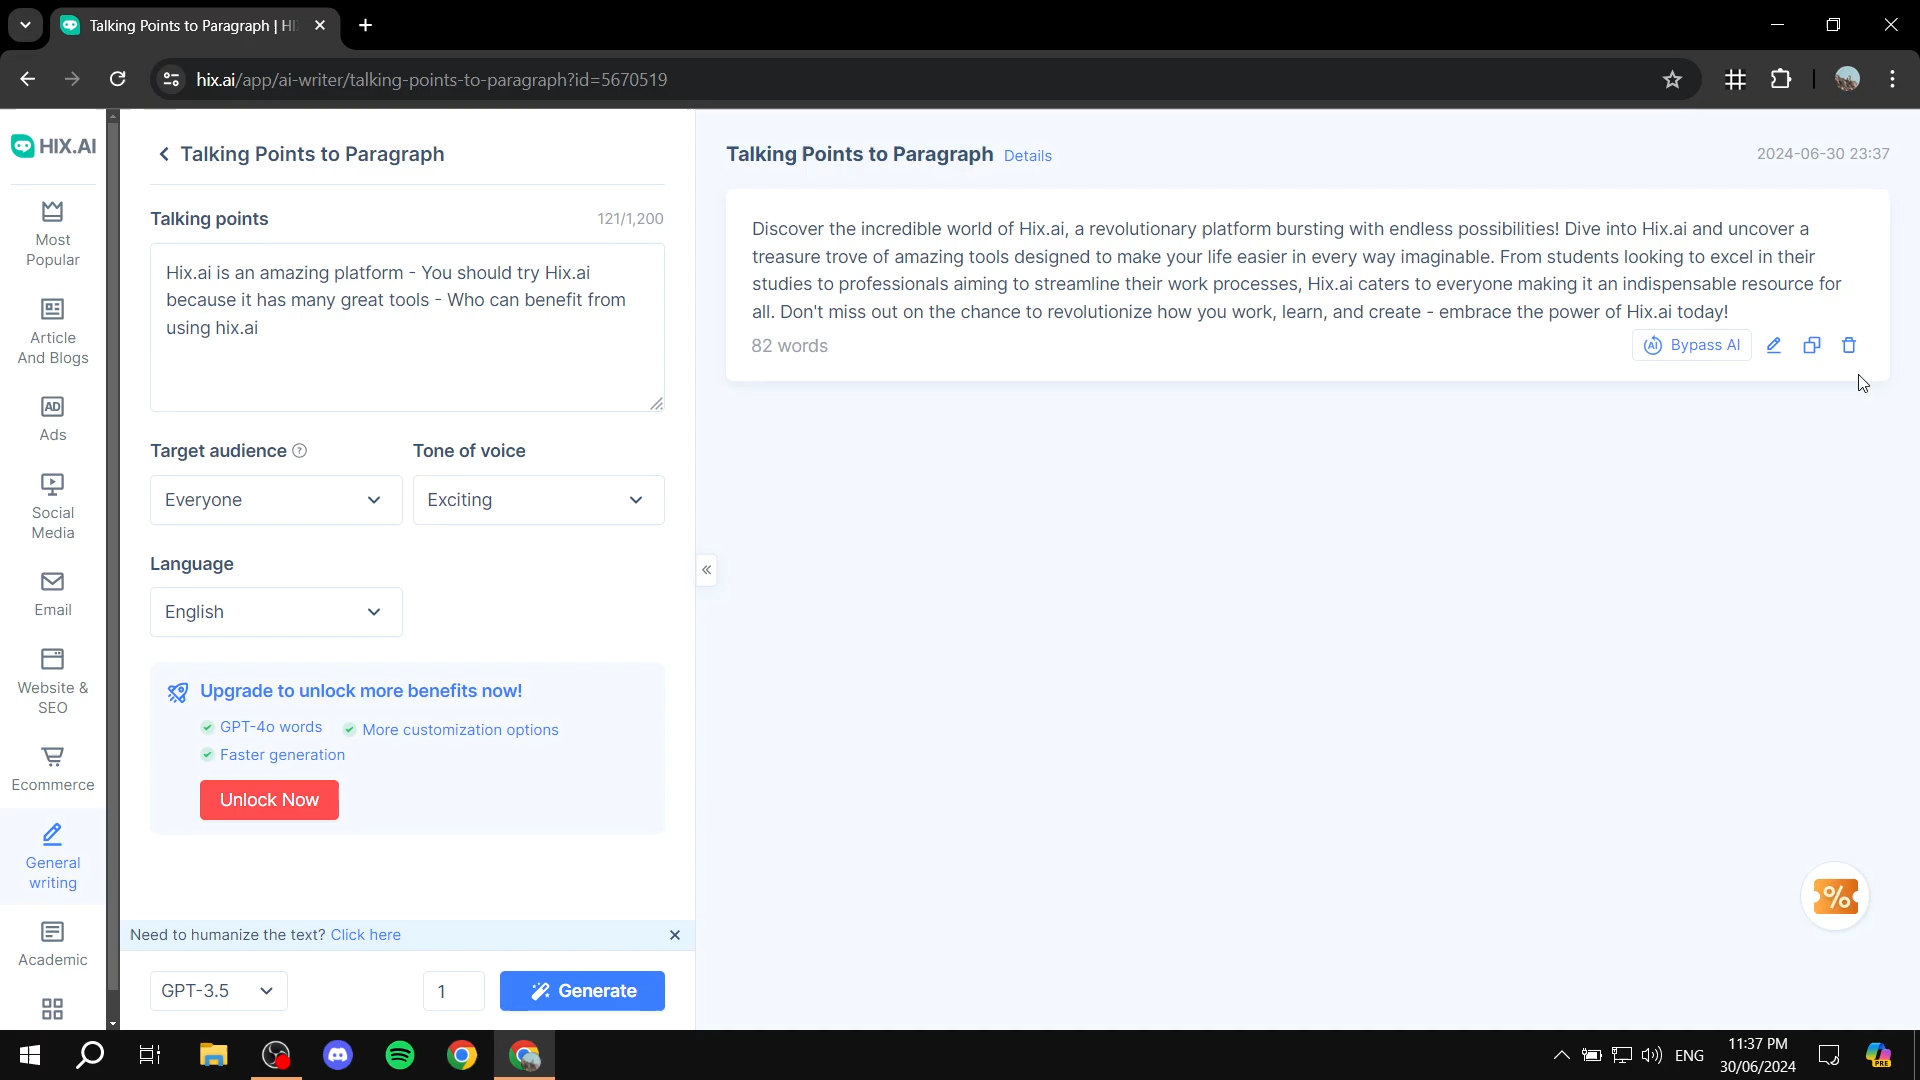 Talking Points to Paragraph | HI
hix.ai/app/ai-writer/talking-points-to-paragraph?id=5670519
HIX.AI
Most
Popular
Article
And Blogs
AD
Ads
Social
Media
Email
Website &
SEO
Ecommerce
General
writing
Academic
Talking Points to Paragraph
Talking points
121/1,200
Hix.ai is an amazing platform - You should try Hix.ai
because it has many great tools - Who can benefit from
using hix.ai
Target audience
Tone of voice
Everyone
Exciting
Language
English
Upgrade to unlock more benefits now!
GPT-4o words
More customization options
Faster generation
Unlock Now
Need to humanize the text? Click here
GPT-3.5
1
Generate
Talking Points to Paragraph Details
2024-06-30 23:37
Discover the incredible world of Hix.ai, a revolutionary platform bursting with endless possibilities! Dive into Hix.ai and uncover a
treasure trove of amazing tools designed to make your life easier in every way imaginable. From students looking to excel in their
studies to professionals aiming to streamline their work processes, Hix.ai caters to everyone making it an indispensable resource for
all. Don't miss out on the chance to revolutionize how you work, learn, and create - embrace the power of Hix.ai today!
82 words
AI Bypass AI
%
ENG
11:37 PM
30/06/2024
PRE